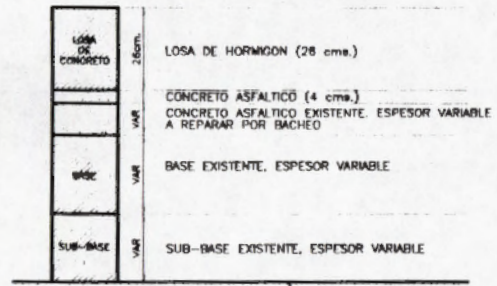 LOSA
DE
CONCRETO
26cm.
LOSA DE HORMIGON (26 cms.)
CONCRETO ASFALTICO (4 cms.)
VAR
CONCRETO ASFALTICO EXISTENTE. ESPESOR VARIABLE
A REPARAR POR BACHEO
BASE
VAR
BASE EXISTENTE, ESPESOR VARIABLE
SUB-BASE
VAR
SUB-BASE EXISTENTE, ESPESOR VARIABLE